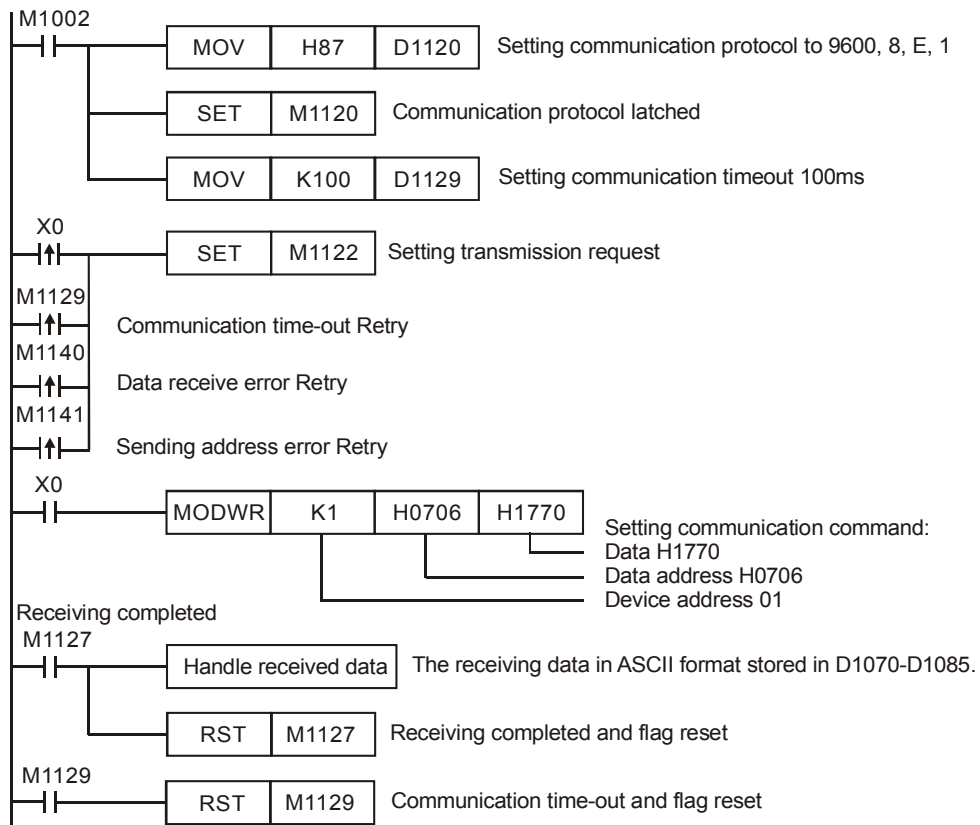 M1002
MOV H87 D1120 Setting communication protocol to 9600, 8, E, 1
SET M1120 Communication protocol latched
MOV K100 D1129 Setting communication timeout 100ms
X0
SET M1122 Setting transmission request
M1129
Communication time-out Retry
M1140
Data receive error Retry
M1141
Sending address error Retry
X0
MODWR K1 H0706 H1770
Setting communication command:
Data H1770
Data address H0706
Device address 01
Receiving completed
M1127
Handle received data The receiving data in ASCII format stored in D1070-D1085.
RST M1127 Receiving completed and flag reset
M1129
RST M1129 Communication time-out and flag reset